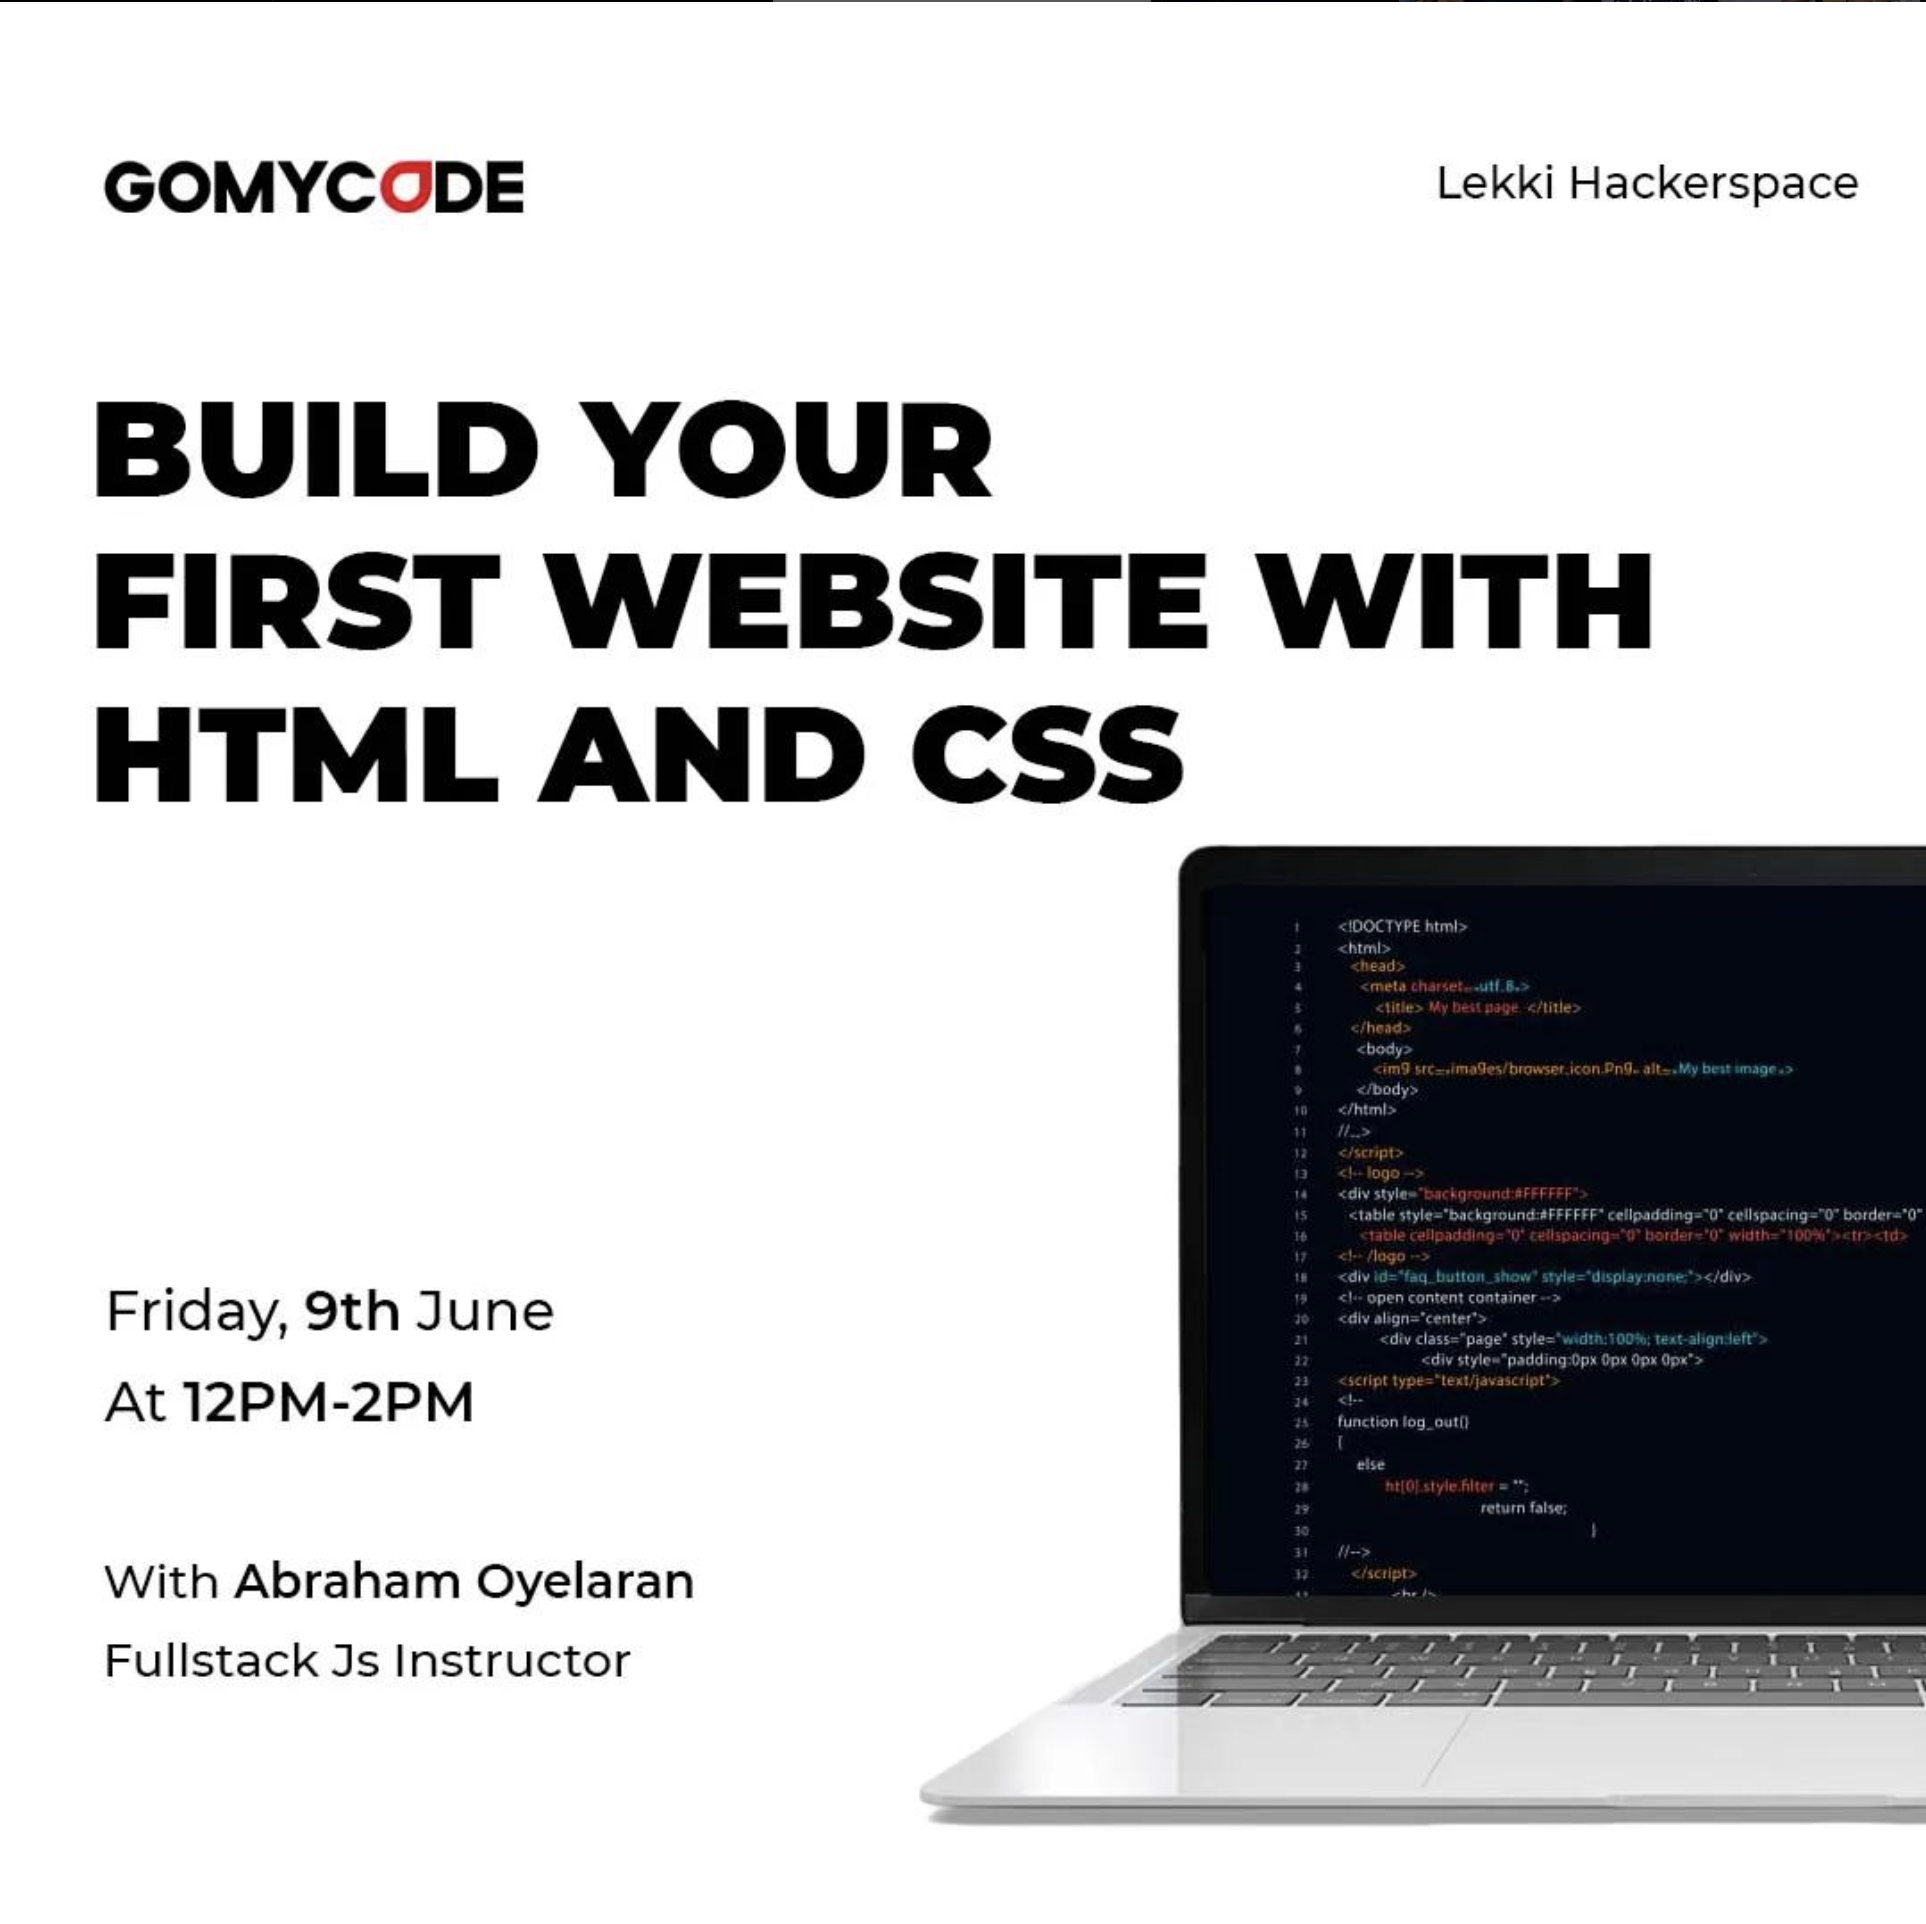 GOMYCODE
Lekki Hackerspace
BUILD YOUR
FIRST WEBSITE WITH
HTML AND CSS
Friday, 9th June
At 12PM-2PM
With Abraham Oyelaran
Fullstack Js Instructor
1 <!DOCTYPE html>
2 <html>
3 <head>
4 <meta charset=„utf.8„>
5 <title> My best page </title>
6 </head>
7 <body>
8 <img src=„images/browser_icon.Png„ alt=„My best image„>
9 </body>
10 </html>
11 //...>
12 </script>
13 <!-- logo -->
14 <div style="background:#FFFFFF">
15 <table style="background:#FFFFFF" cellpadding="0" cellspacing="0" border="0"
16 <table cellpadding="0" cellspacing="0" border="0" width="100%"><tr><td>
17 <!-- /logo -->
18 <div id="faq_button_show" style="display:none;"></div>
19 <!-- open content container -->
20 <div align="center">
21 <div class="page" style="width:100%; text-align:left">
22 <div style="padding:0px 0px 0px 0px">
23 <script type="text/javascript">
24 <!--
25 function log_out()
26 {
27 else
28 ht[0].style.filter = "";
29 return false;
30 }
31 //-->
32 </script>
<br />